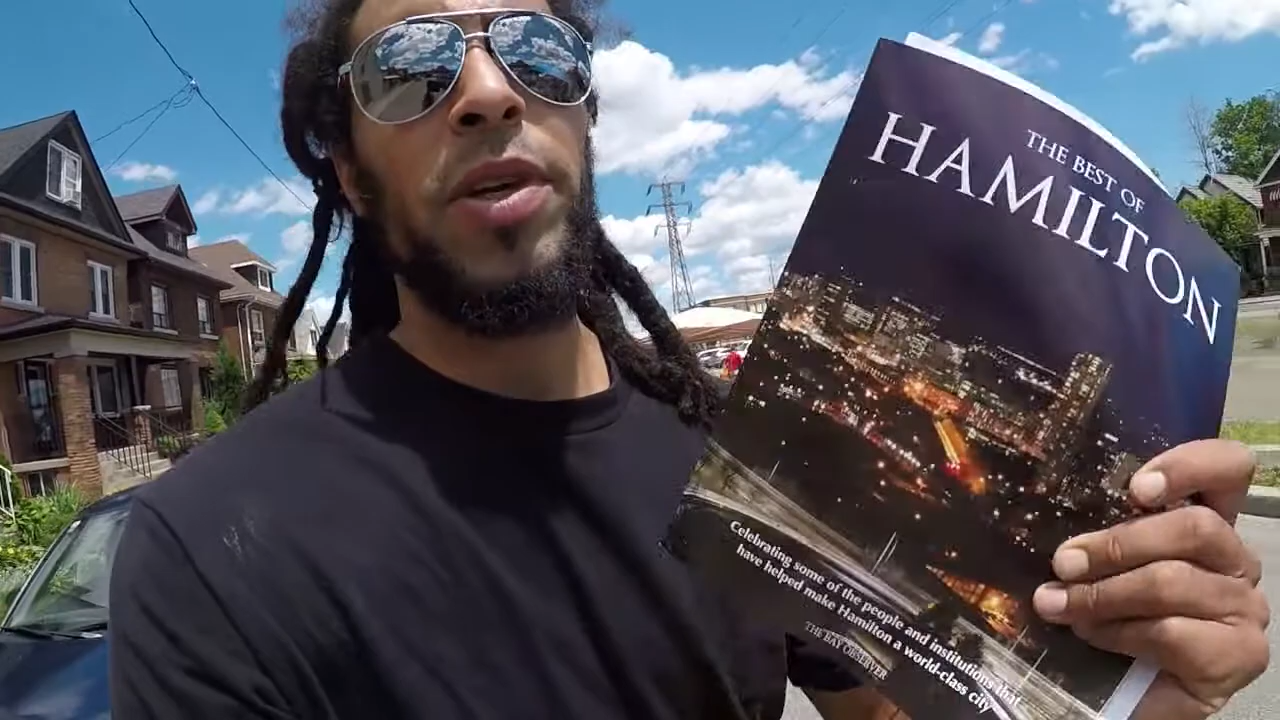 THE BEST OF
HAMILTON
Celebrating some of the people and institutions that
have helped make Hamilton a world-class city
THE BAY OBSERVER